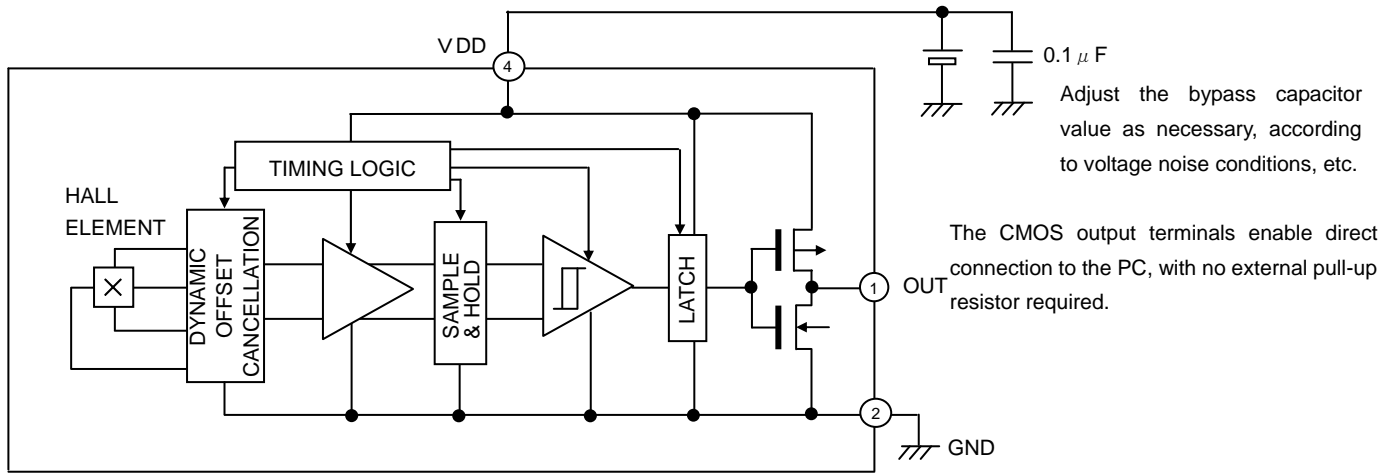 VDD
4
0.1 μ F
Adjust the bypass capacitor
value as necessary, according
to voltage noise conditions, etc.
TIMING LOGIC
HALL
ELEMENT
DYNAMIC
OFFSET
CANCELLATION
SAMPLE
& HOLD
LATCH
1
OUT
The CMOS output terminals enable direct
connection to the PC, with no external pull-up
resistor required.
2
GND